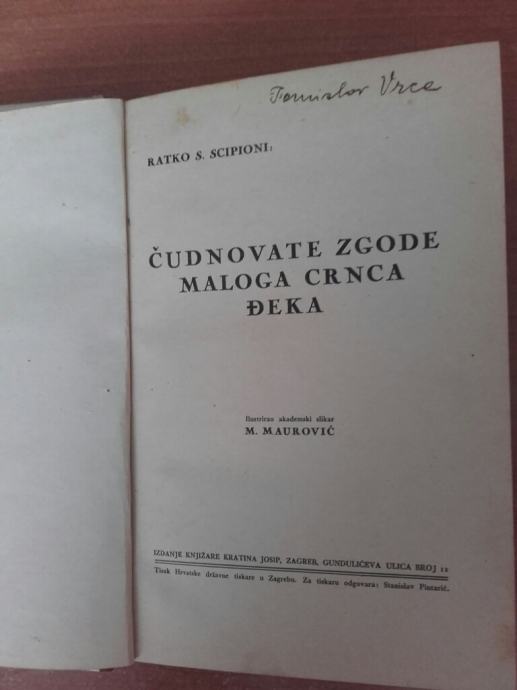 Tomislav Vrce
RATKO S. SCIPIONI:
ČUDNOVATE ZGODE
MALOGA CRNCA
ĐEKA
Ilustrirao akademski slikar
M. MAUROVIĆ
IZDANJE KNJIŽARE KRATINA JOSIP, ZAGREB, GUNDULIĆEVA ULICA BROJ 12
Tisak Hrvatske državne tiskare u Zagrebu. Za tiskaru odgovara: Stanislav Pintarić.